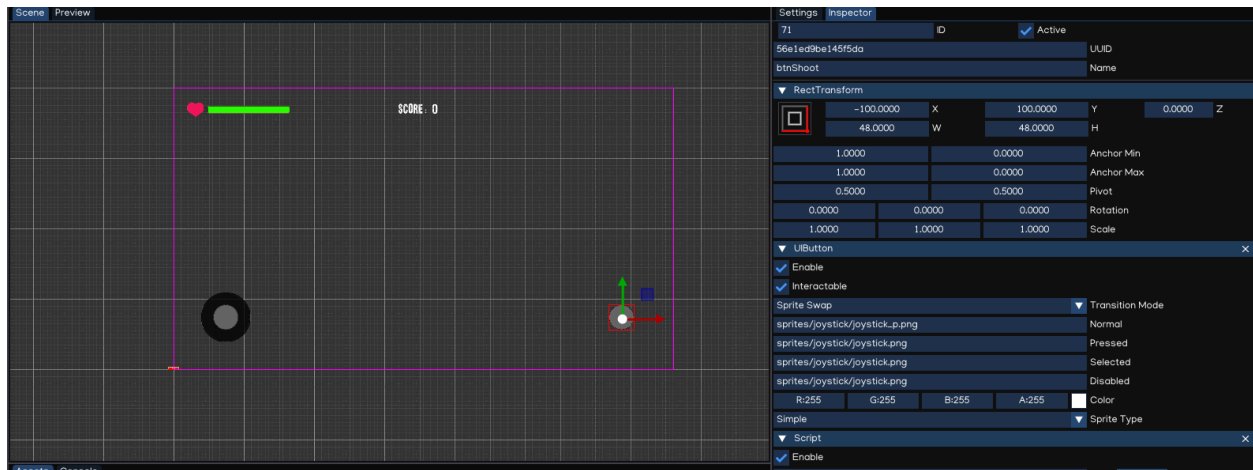 Scene Preview
SCORE: 0
Settings Inspector
71 ID Active
56e1ed9be145f5da UUID
btnShoot Name
RectTransform
-100.0000 X 100.0000 Y 0.0000 Z
48.0000 W 48.0000 H
1.0000 0.0000 Anchor Min
1.0000 0.0000 Anchor Max
0.5000 0.5000 Pivot
0.0000 0.0000 0.0000 Rotation
1.0000 1.0000 1.0000 Scale
UIButton
Enable
Interactable
Sprite Swap Transition Mode
sprites/joystick/joystick_p.png Normal
sprites/joystick/joystick.png Pressed
sprites/joystick/joystick.png Selected
sprites/joystick/joystick.png Disabled
R:255 G:255 B:255 A:255 Color
Simple Sprite Type
Script
Enable
Assets Console